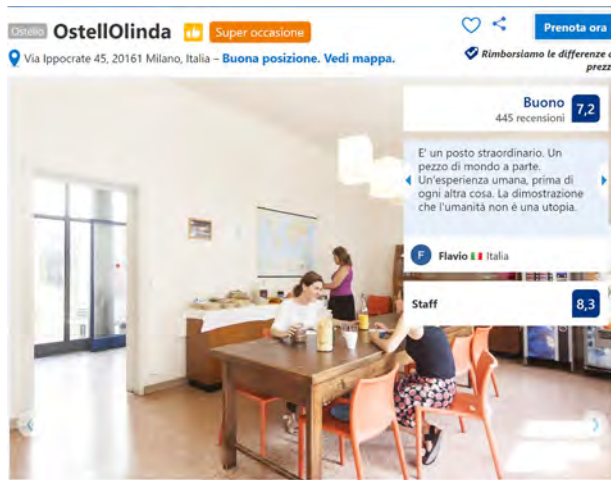 Ostello OstellOlinda Super occasione
Prenota ora
Via Ippocrate 45, 20161 Milano, Italia – Buona posizione. Vedi mappa.
Rimborsiamo le differenze
prezzo
Buono 7,2
445 recensioni
E' un posto straordinario. Un
pezzo di mondo a parte.
Un'esperienza umana, prima di
ogni altra cosa. La dimostrazione
che l'umanità non é una utopia.
F Flavio Italia
Staff 8,3